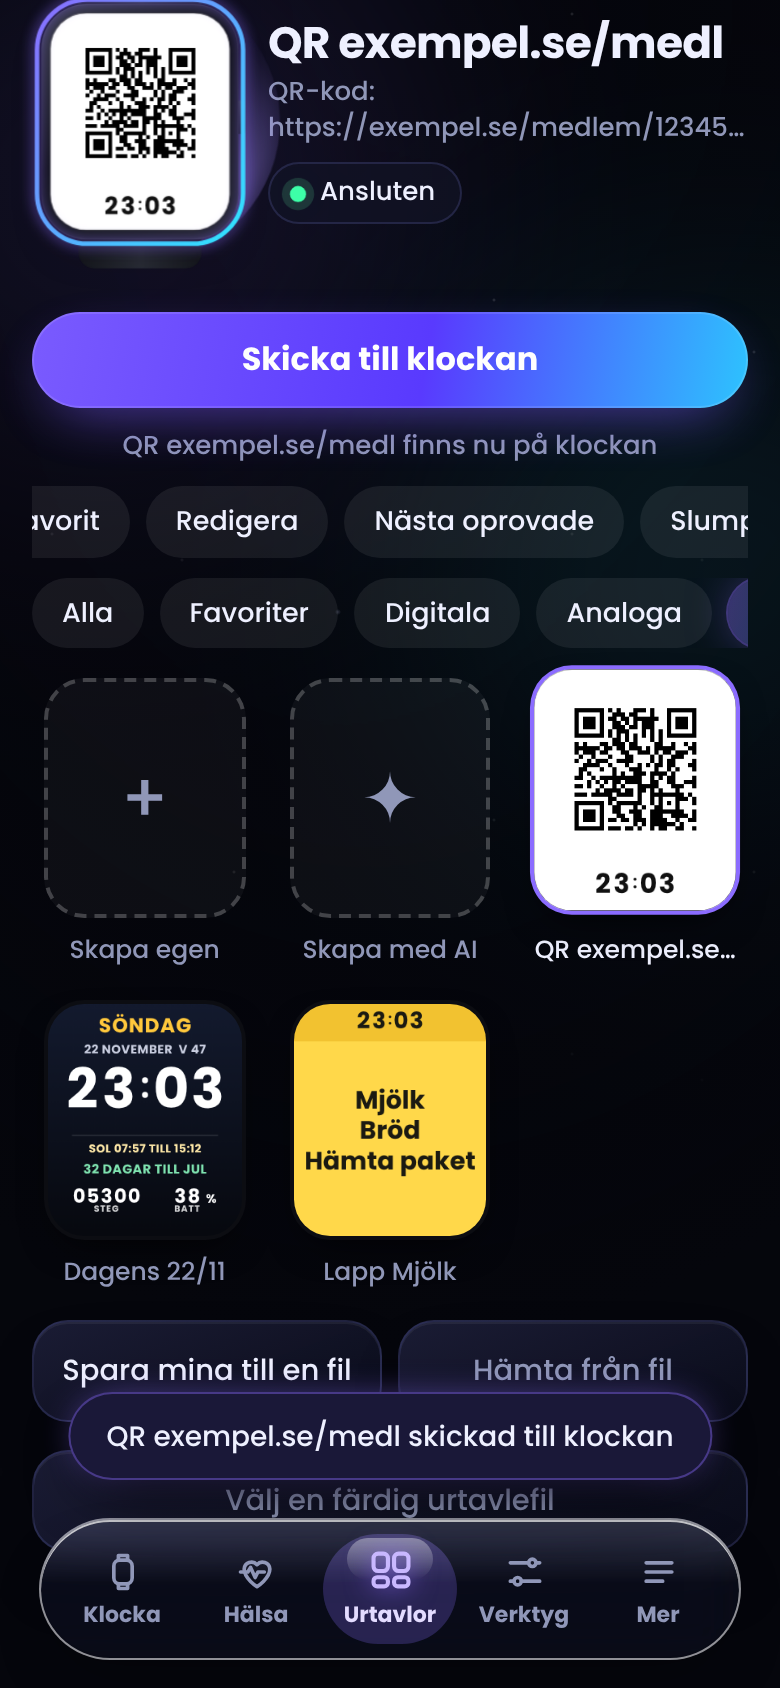 QR exempel.se/medl
QR-kod:
https://exempel.se/medlem/12345…
23:03
Ansluten
Skicka till klockan
QR exempel.se/medl finns nu på klockan
avorit
Redigera
Nästa oprovade
Slump
Alla
Favoriter
Digitala
Analoga
23:03
Skapa egen
Skapa med AI
QR exempel.se…
SÖNDAG
22 NOVEMBER V 47
23:03
SOL 07:57 TILL 15:12
32 DAGAR TILL JUL
05300
STEG
38 %
BATT
Dagens 22/11
23:03
Mjölk
Bröd
Hämta paket
Lapp Mjölk
Spara mina till en fil
Hämta från fil
QR exempel.se/medl skickad till klockan
Välj en färdig urtavlefil
Klocka
Hälsa
Urtavlor
Verktyg
Mer